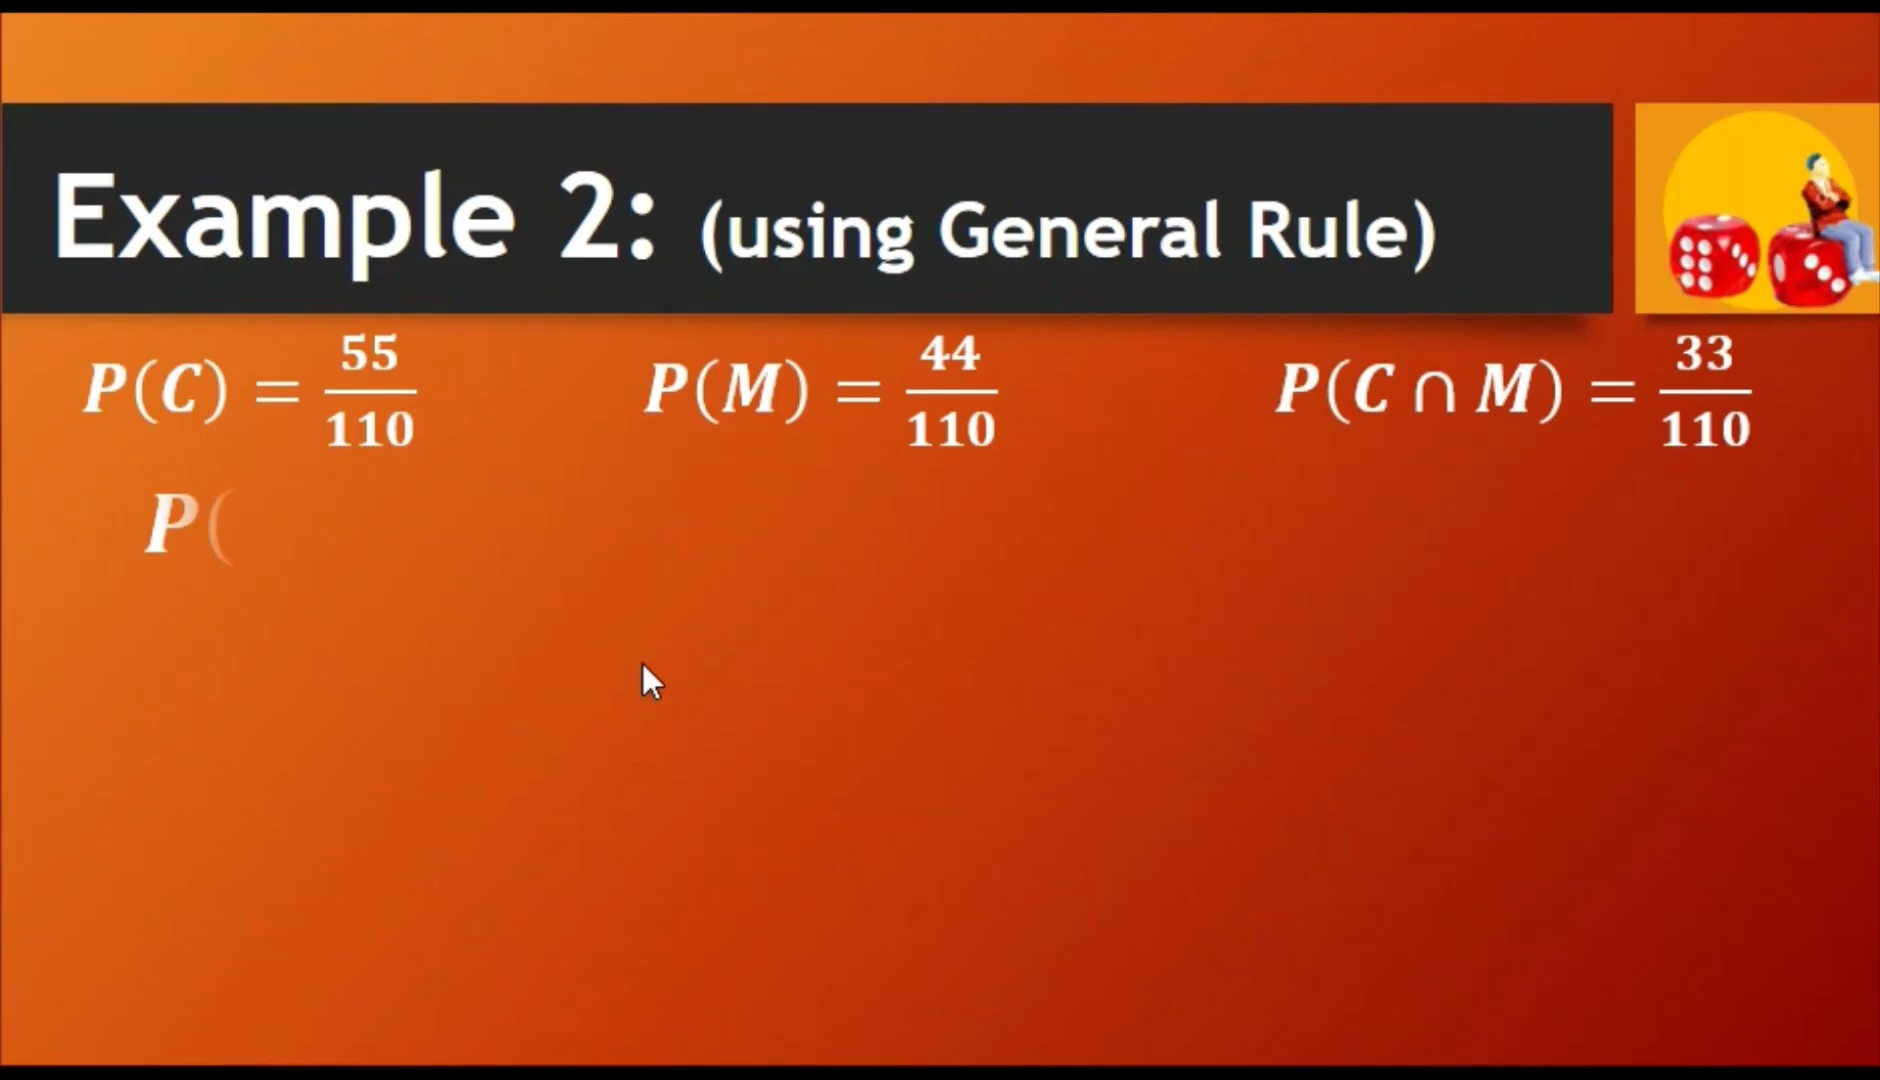 Example 2: (using General Rule)
P(C) = 55/110 P(M) = 44/110 P(C ∩ M) = 33/110
P(